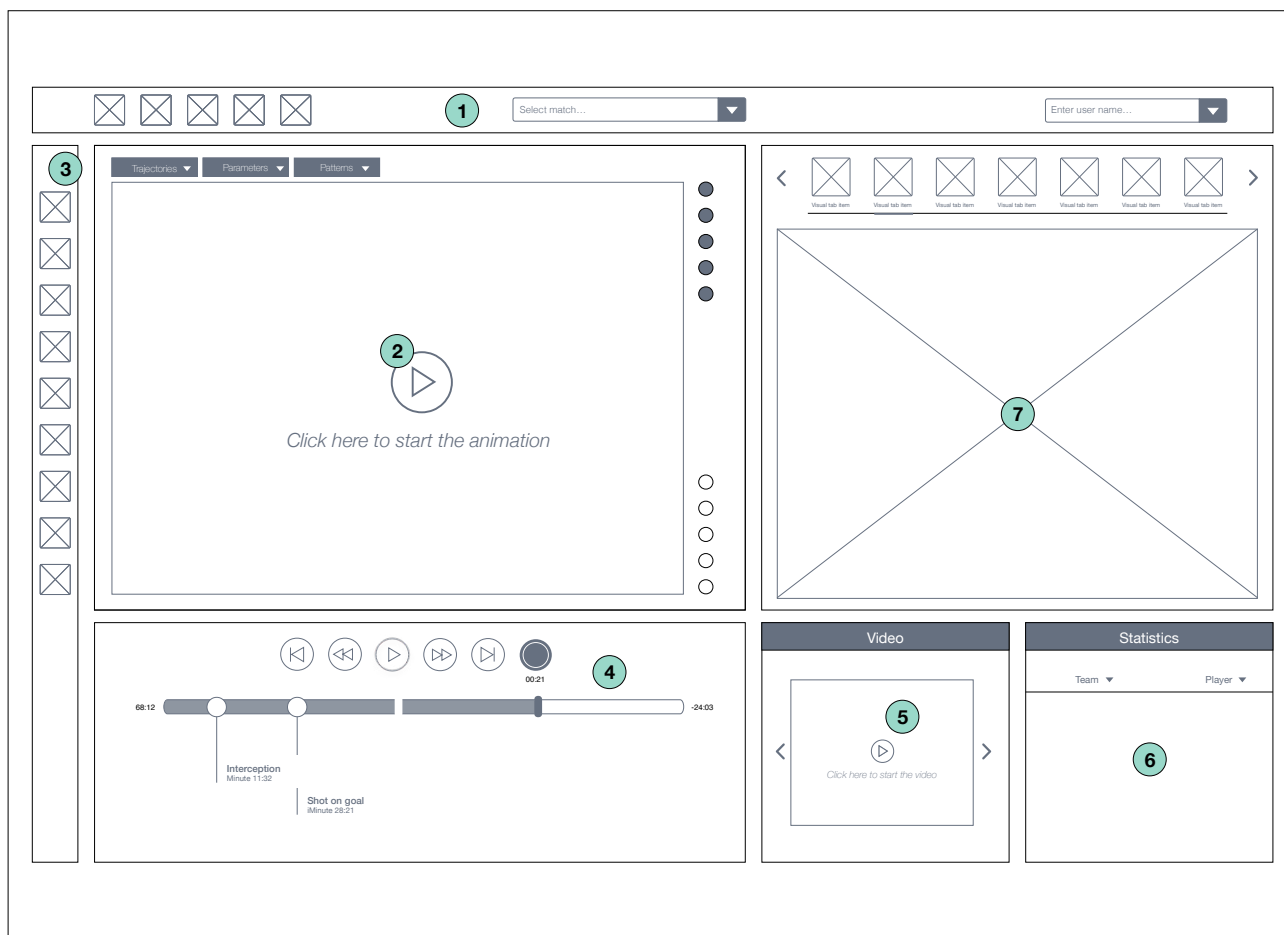 1
Select match...
Enter user name...
3
Trajectories
Parameters
Patterns
2
Click here to start the animation
Visual tab item
Visual tab item
Visual tab item
Visual tab item
Visual tab item
Visual tab item
Visual tab item
7
00:21
4
68:12
-24:03
Interception
Minute 11:32
Shot on goal
iMinute 28:21
Video
5
Click here to start the video
Statistics
Team
Player
6